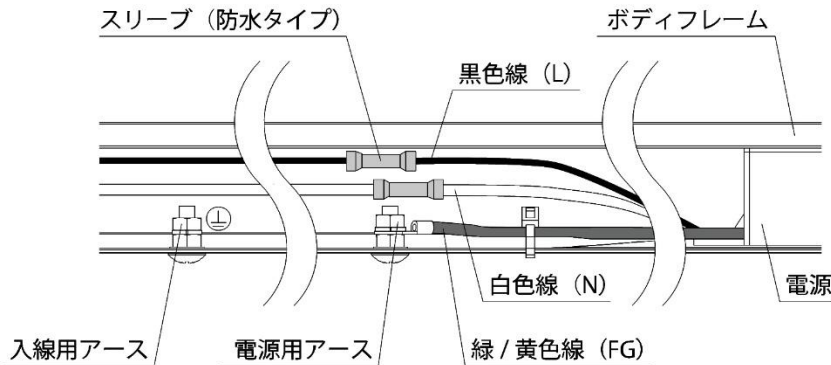 スリーブ（防水タイプ）
ボディフレーム
黒色線（L）
白色線（N）
電源
入線用アース
電源用アース
緑 / 黄色線（FG）